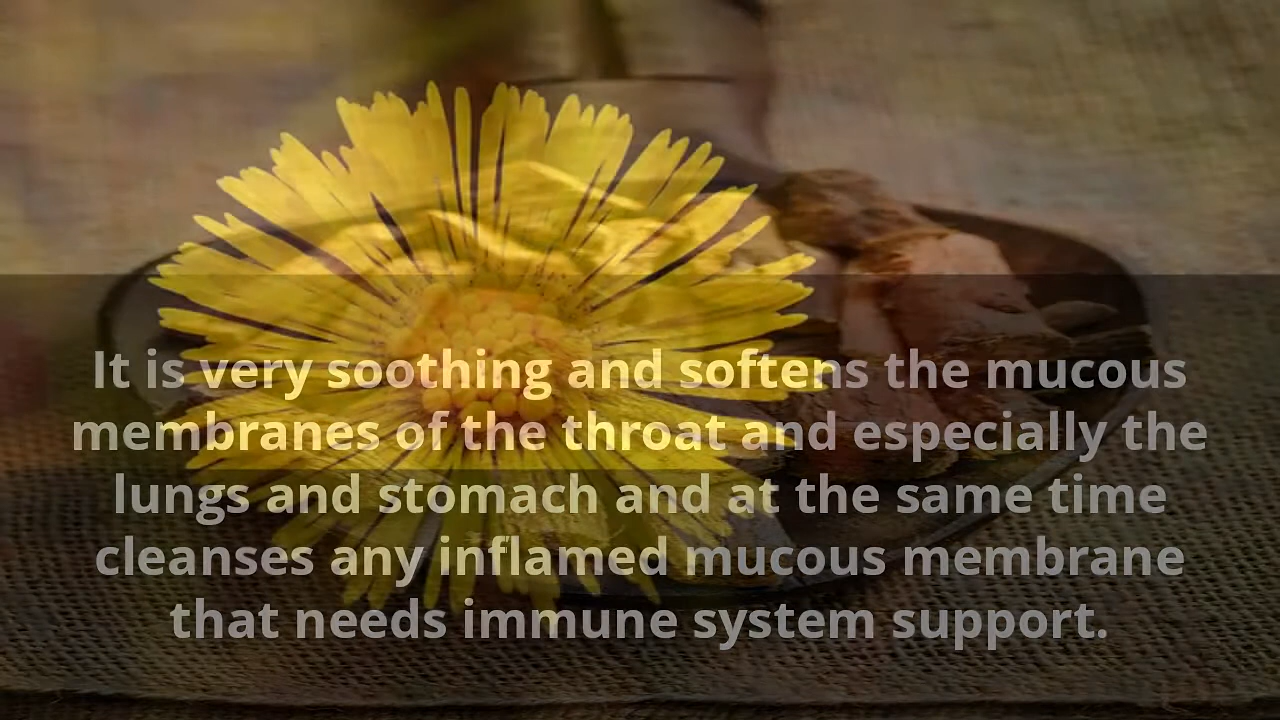 It is very soothing and softens the mucous
membranes of the throat and especially the
lungs and stomach and at the same time
cleanses any inflamed mucous membrane
that needs immune system support.